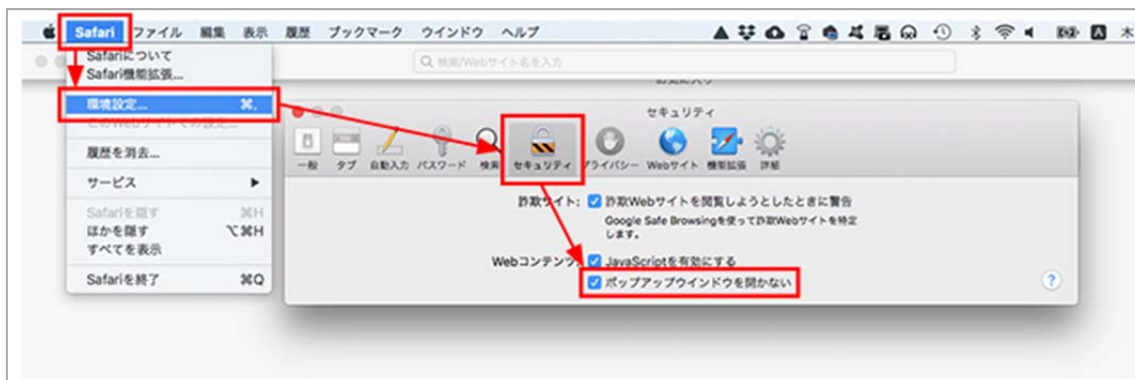 Safari ファイル 編集 表示 履歴 ブックマーク ウインドウ ヘルプ
検索/Webサイト名を入力
Safariについて
Safari機能拡張...
環境設定... ⌘,
このWebサイトでの設定...
履歴を消去...
サービス
Safariを隠す ⌘H
ほかを隠す ⌥⌘H
すべてを表示
Safariを終了 ⌘Q
セキュリティ
一般 タブ 自動入力 パスワード 検索 セキュリティ プライバシー Webサイト 機能拡張 詳細
詐欺サイト: 詐欺Webサイトを閲覧しようとしたときに警告
Google Safe Browsingを使って詐欺Webサイトを特定
します。
Webコンテンツ: JavaScriptを有効にする
ポップアップウインドウを開かない